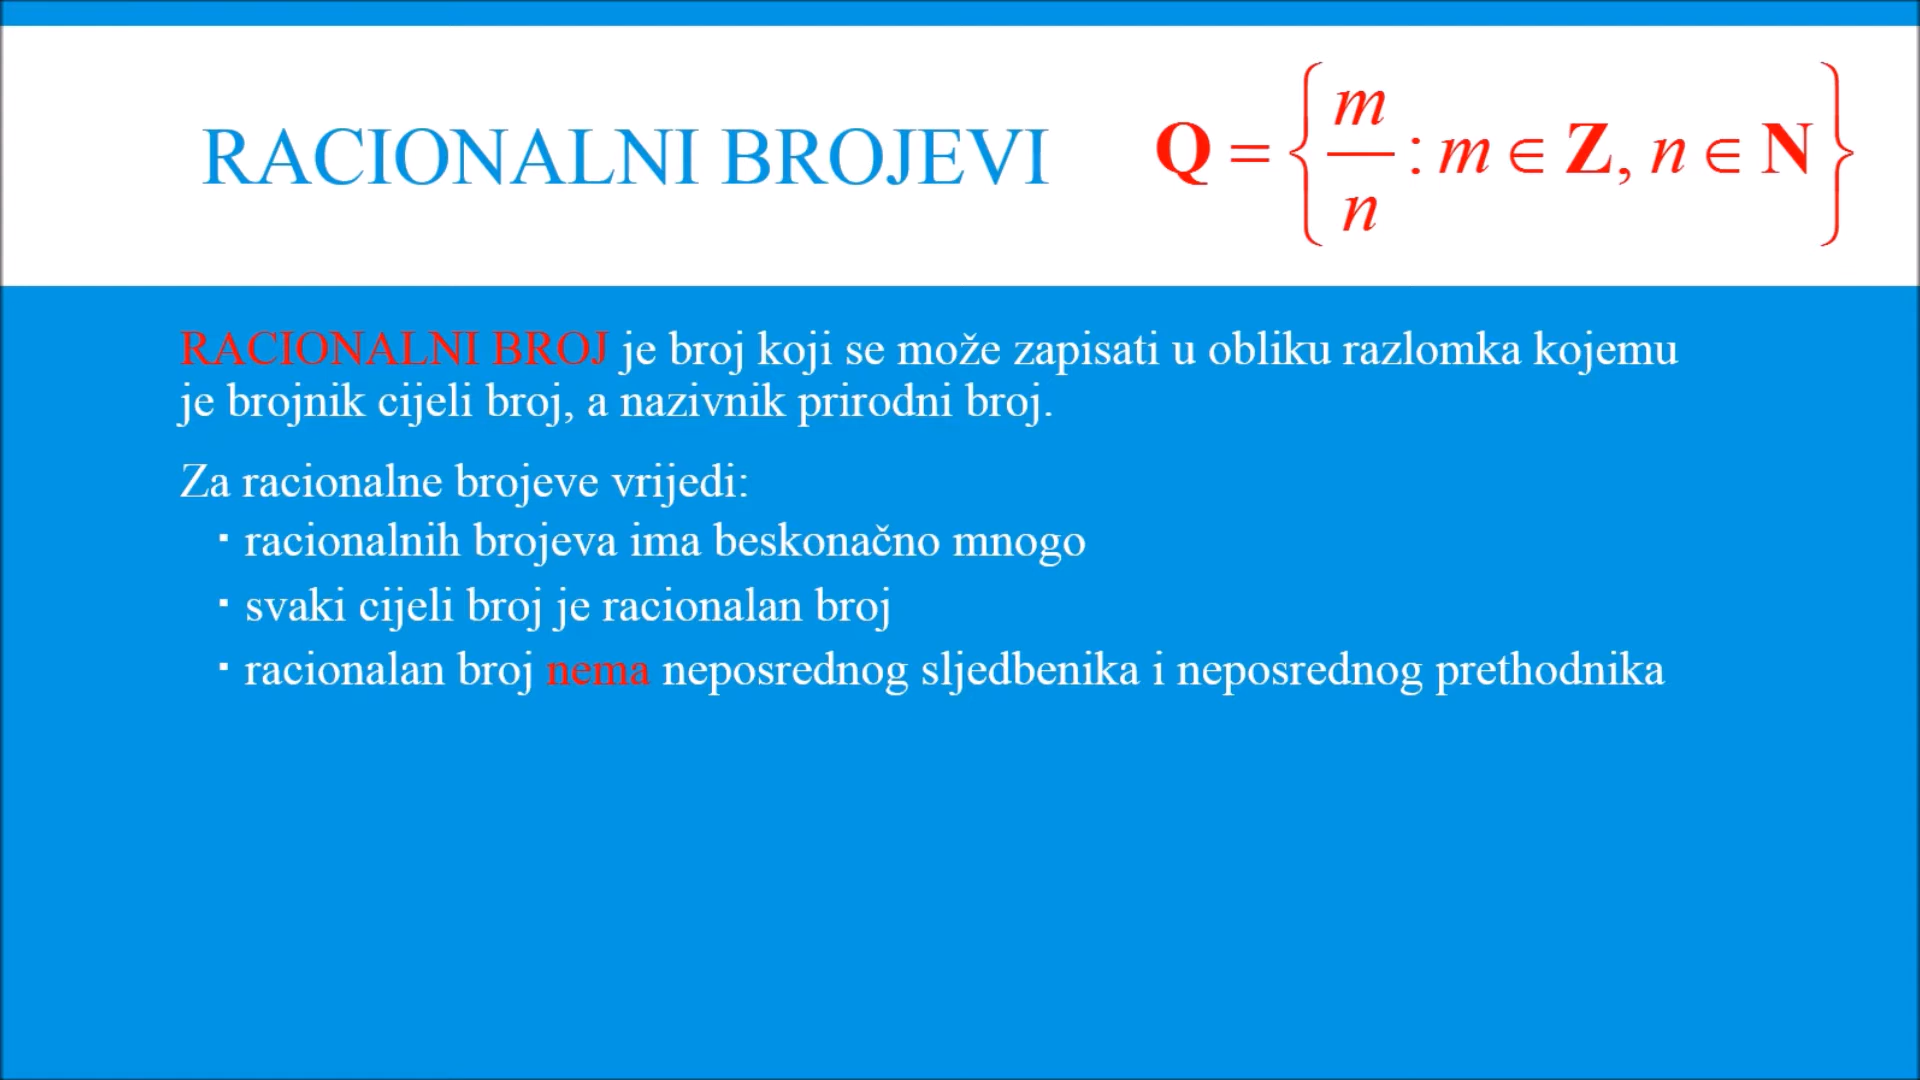 RACIONALNI BROJEVI
Q = { m/n : m ∈ Z, n ∈ N }
RACIONALNI BROJ je broj koji se može zapisati u obliku razlomka kojemu
je brojnik cijeli broj, a nazivnik prirodni broj.
Za racionalne brojeve vrijedi:
▪ racionalnih brojeva ima beskonačno mnogo
▪ svaki cijeli broj je racionalan broj
▪ racionalan broj nema neposrednog sljedbenika i neposrednog prethodnika